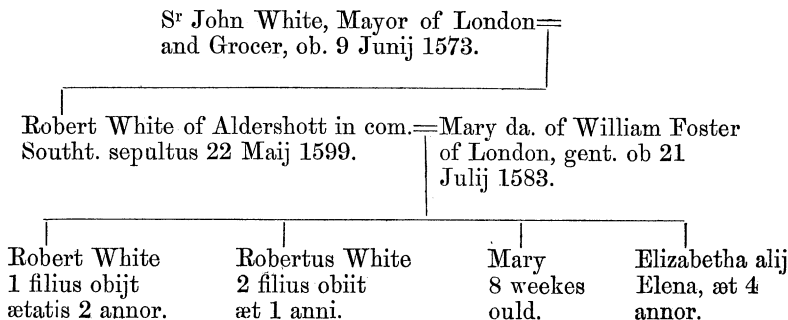 Sʳ John White, Mayor of London=
and Grocer, ob. 9 Junij 1573.
Robert White of Aldershott in com.=Mary da. of William Foster
Southt. sepultus 22 Maij 1599.
of London, gent. ob 21
Julij 1583.
Robert White
1 filius obijt
ætatis 2 annor.
Robertus White
2 filius obiit
æt 1 anni.
Mary
8 weekes
ould.
Elizabetha alij
Elena, æt 4
annor.